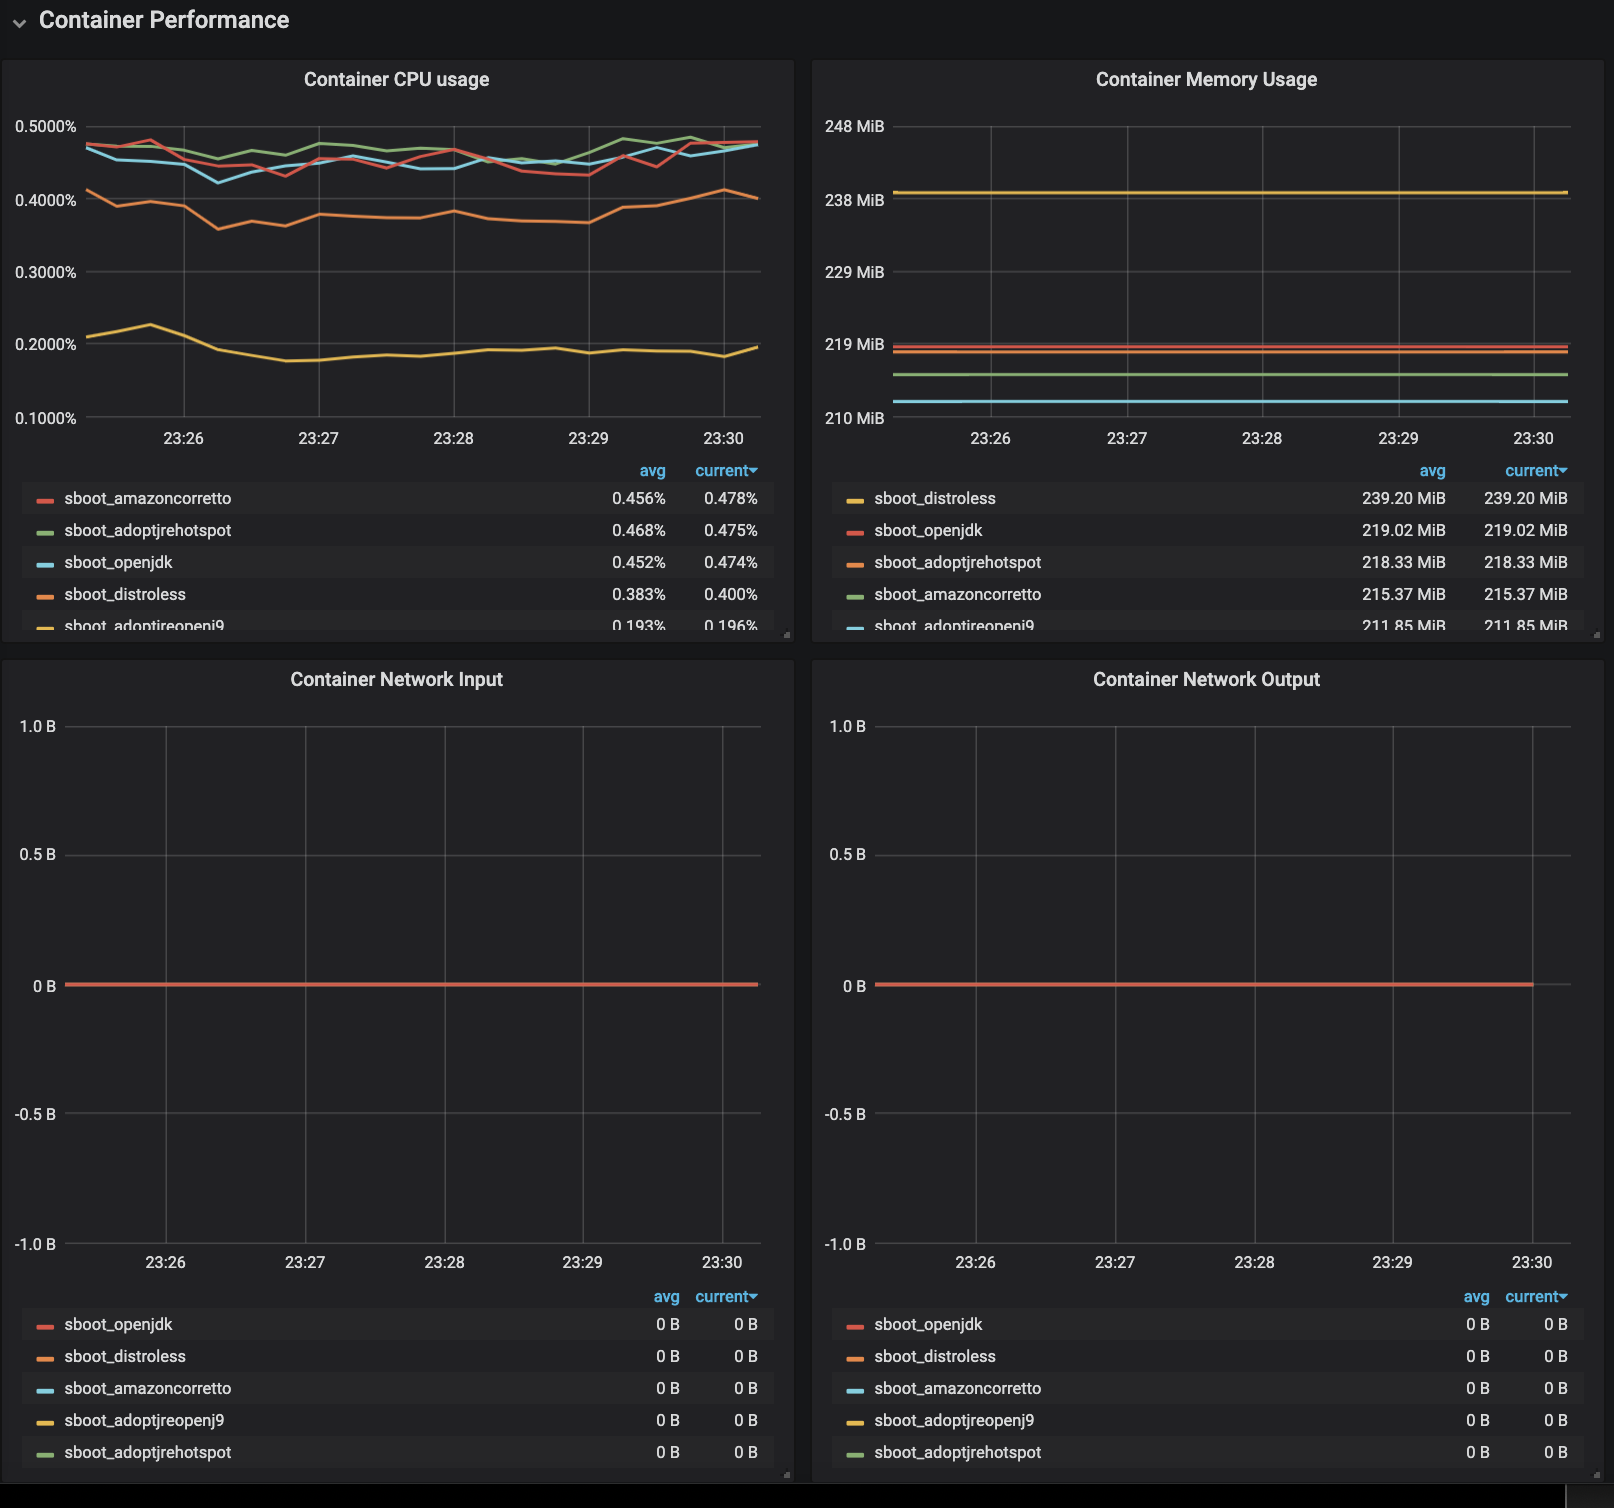 Container Performance
Container CPU usage
0.5000%
0.4000%
0.3000%
0.2000%
0.1000%
23:26 23:27 23:28 23:29 23:30
avg current
sboot_amazoncorretto 0.456% 0.478%
sboot_adoptjrehotspot 0.468% 0.475%
sboot_openjdk 0.452% 0.474%
sboot_distroless 0.383% 0.400%
sboot_adoptjreopenj9 0.193% 0.196%
Container Memory Usage
248 MiB
238 MiB
229 MiB
219 MiB
210 MiB
23:26 23:27 23:28 23:29 23:30
avg current
sboot_distroless 239.20 MiB 239.20 MiB
sboot_openjdk 219.02 MiB 219.02 MiB
sboot_adoptjrehotspot 218.33 MiB 218.33 MiB
sboot_amazoncorretto 215.37 MiB 215.37 MiB
sboot_adoptjreopenj9 211.85 MiB 211.85 MiB
Container Network Input
1.0 B
0.5 B
0 B
-0.5 B
-1.0 B
23:26 23:27 23:28 23:29 23:30
avg current
sboot_openjdk 0 B 0 B
sboot_distroless 0 B 0 B
sboot_amazoncorretto 0 B 0 B
sboot_adoptjreopenj9 0 B 0 B
sboot_adoptjrehotspot 0 B 0 B
Container Network Output
1.0 B
0.5 B
0 B
-0.5 B
-1.0 B
23:26 23:27 23:28 23:29 23:30
avg current
sboot_openjdk 0 B 0 B
sboot_distroless 0 B 0 B
sboot_amazoncorretto 0 B 0 B
sboot_adoptjreopenj9 0 B 0 B
sboot_adoptjrehotspot 0 B 0 B